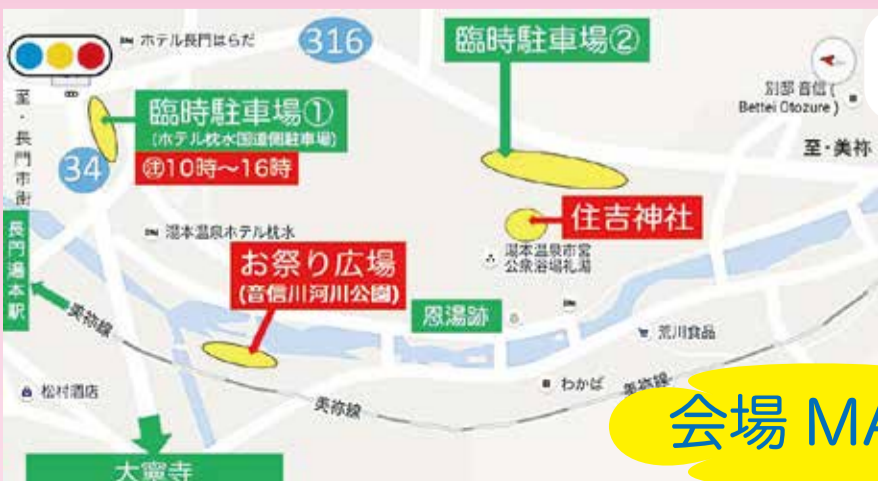 ホテル長門はらだ
316
臨時駐車場②
別邸 音信 (
Bettei Otozure )
至・長門市街
臨時駐車場①
(ホテル枕水国道側駐車場)
㊟10時～16時
34
至・美祢
住吉神社
湯本温泉市営
公衆浴場礼湯
長門湯本駅
湯本温泉ホテル枕水
お祭り広場
(音信川河川公園)
恩湯跡
荒川食品
美祢線
わかば
美祢線
松村酒店
美祢線
会場 MA
大寧寺